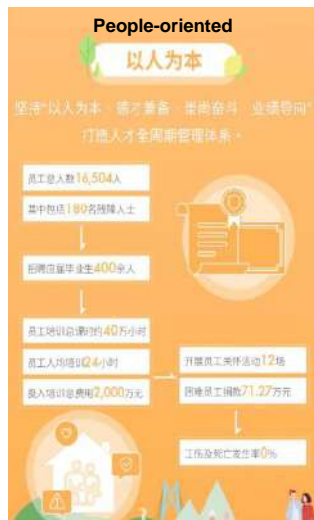 People-oriented
以人为本
坚持“以人为本、德才兼备、崇尚奋斗、业绩导向”
打造人才全周期管理体系。
员工总人数16,504人
其中包括180名残障人士
招聘应届毕业生400余人
员工培训总课时约40万小时
员工人均培训24小时
投入培训总费用2,000万元
开展员工关怀活动12场
困难员工捐款71.27万元
工伤及死亡发生率0%